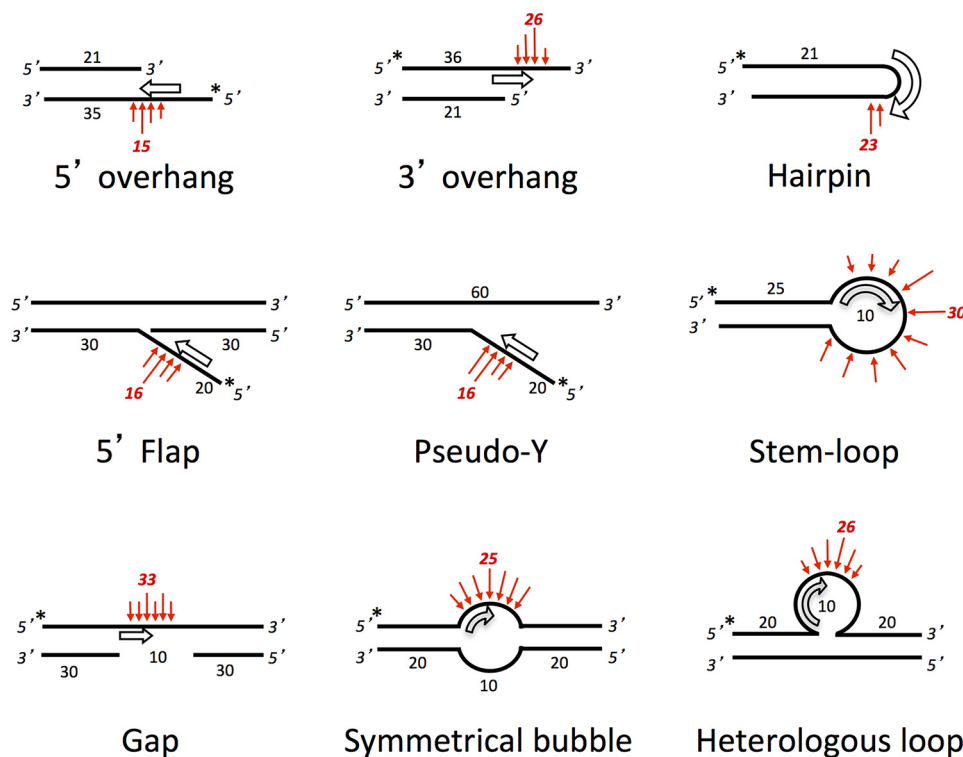 26
21
5' 3' *
3' 35 5'
15
5' overhang
5' * 36 3'
3' 21 5'
3' overhang
5' * 21
3'
23
Hairpin
5' 3'
3' 30 30 5'
16 20 * 5'
5' Flap
60
5' 3'
3' 30
16 20 * 5'
Pseudo-Y
5' * 25
10 30
3'
Stem-loop
33
5' * 3'
3' 30 10 30 5'
Gap
25
5' * 3'
3' 20 20 5'
10
Symmetrical bubble
26
10
5' * 20 20 3'
3' 5'
Heterologous loop